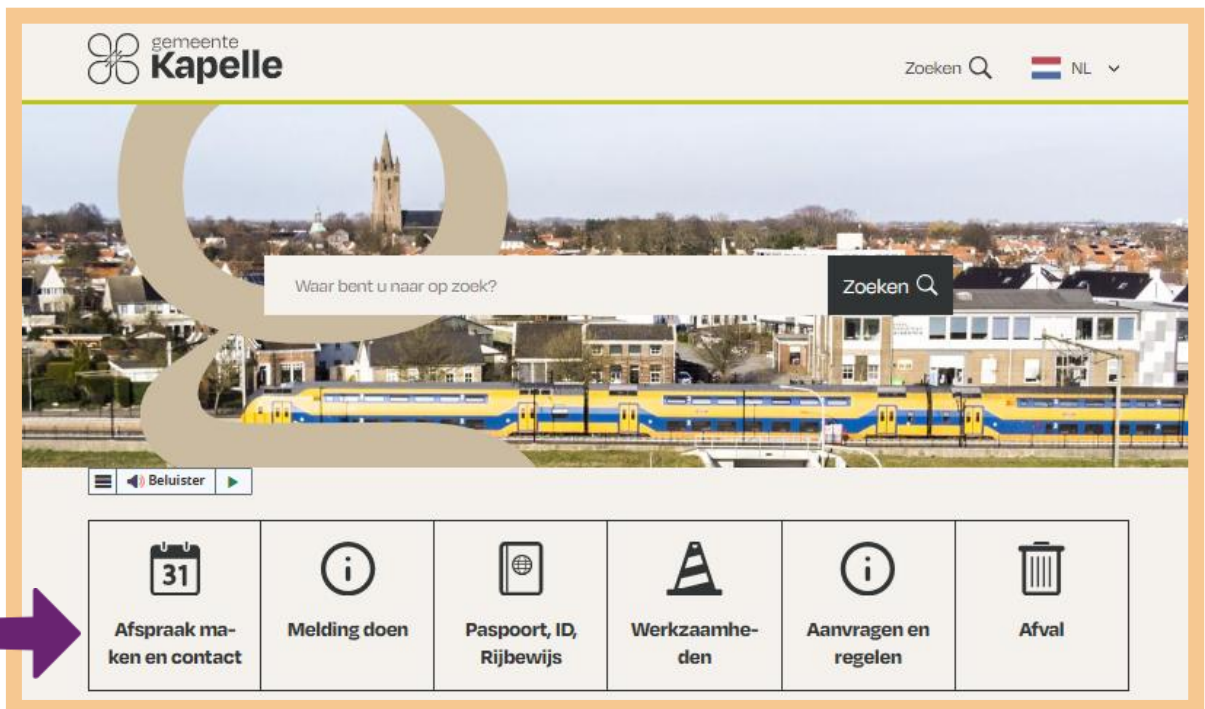 gemeente
Kapelle
Zoeken
NL
Waar bent u naar op zoek?
Zoeken
Beluister
31
Afspraak ma-
ken en contact
Melding doen
Paspoort, ID,
Rijbewijs
Werkzaamhe-
den
Aanvragen en
regelen
Afval